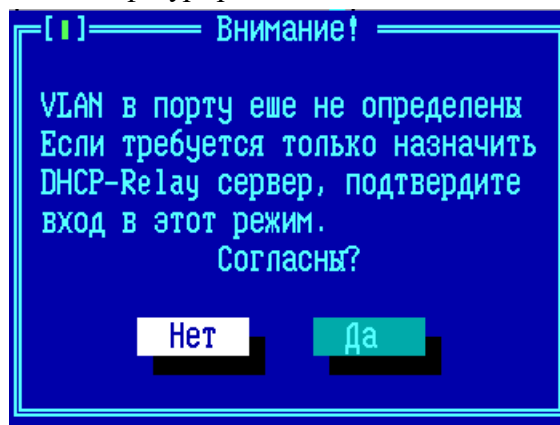 Внимание!
VLAN в порту еше не определены
Если требуется только назначить
DHCP-Relay сервер, подтвердите
вход в этот режим.
Согласны?
Нет Да